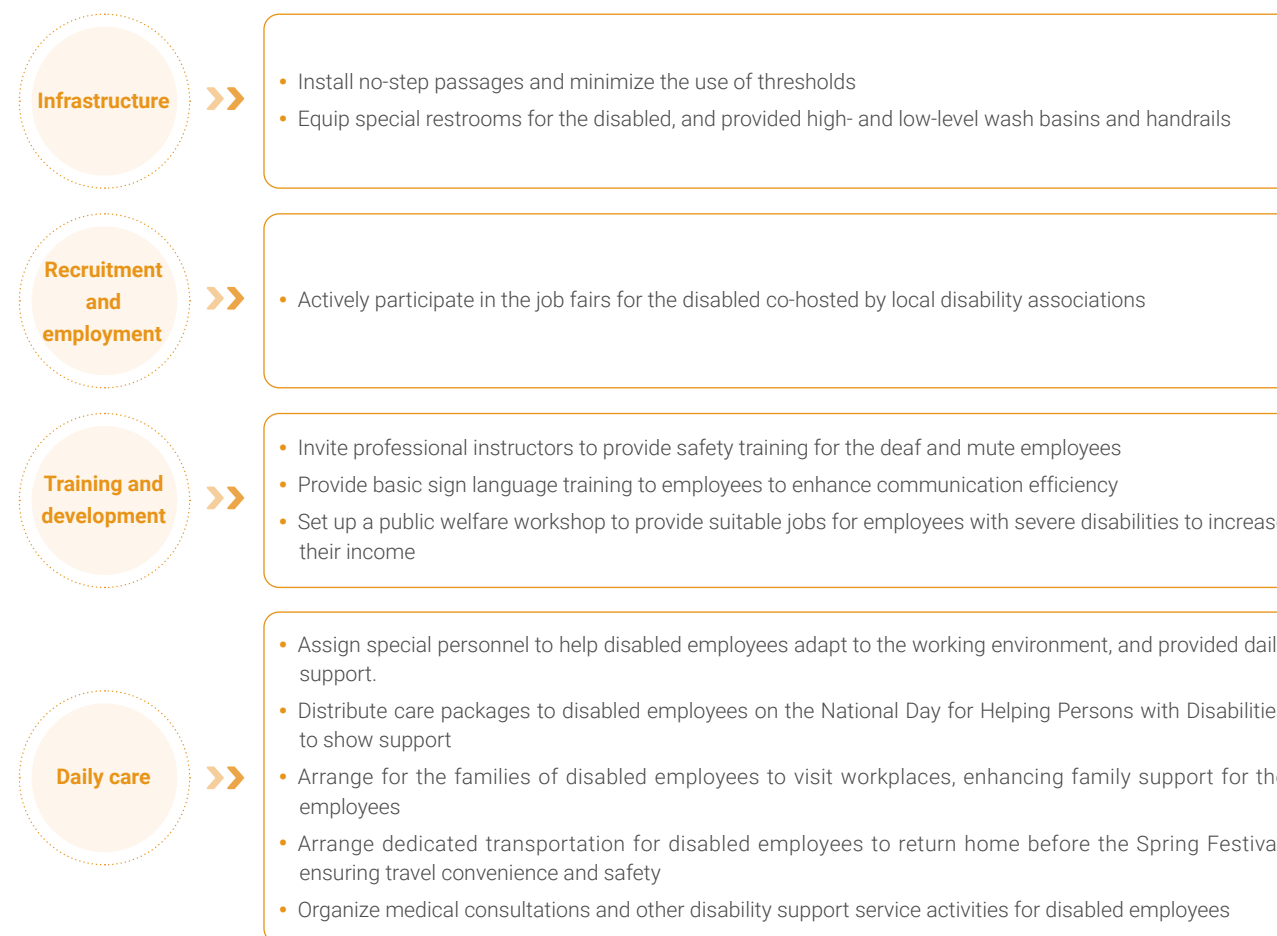 Infrastructure
• Install no-step passages and minimize the use of thresholds
• Equip special restrooms for the disabled, and provided high- and low-level wash basins and handrails
Recruitment
and
employment
• Actively participate in the job fairs for the disabled co-hosted by local disability associations
Training and
development
• Invite professional instructors to provide safety training for the deaf and mute employees
• Provide basic sign language training to employees to enhance communication efficiency
• Set up a public welfare workshop to provide suitable jobs for employees with severe disabilities to increas
their income
Daily care
• Assign special personnel to help disabled employees adapt to the working environment, and provided dail
support.
• Distribute care packages to disabled employees on the National Day for Helping Persons with Disabilitie
to show support
• Arrange for the families of disabled employees to visit workplaces, enhancing family support for the
employees
• Arrange dedicated transportation for disabled employees to return home before the Spring Festiva
ensuring travel convenience and safety
• Organize medical consultations and other disability support service activities for disabled employees